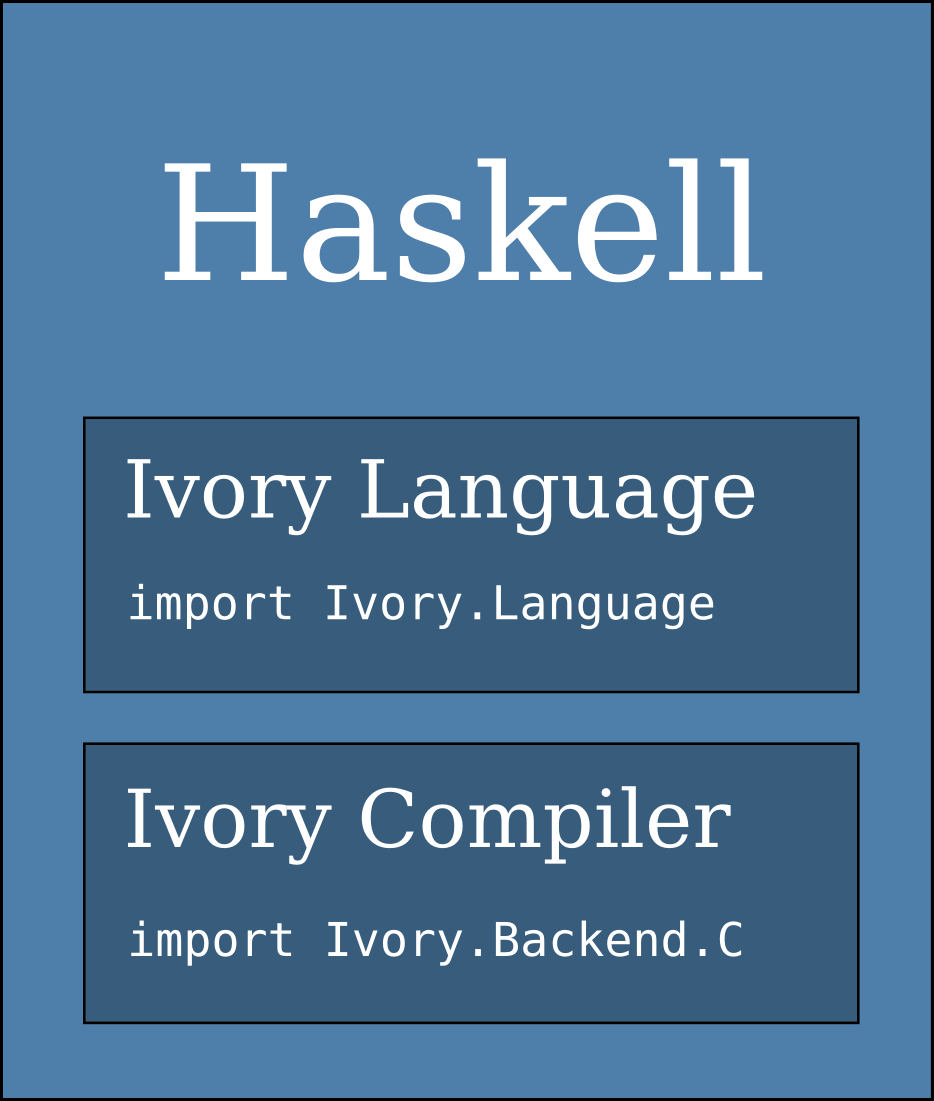 Haskell
Ivory Language
import Ivory.Language
Ivory Compiler
import Ivory.Backend.C